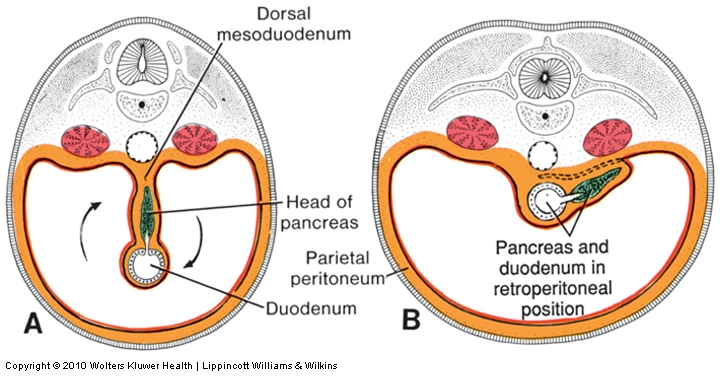 Dorsal
mesoduodenum
Head of
pancreas
Parietal
peritoneum
Duodenum
A
Pancreas and
duodenum in
retroperitoneal
position
B
Copyright © 2010 Wolters Kluwer Health | Lippincott Williams & Wilkins